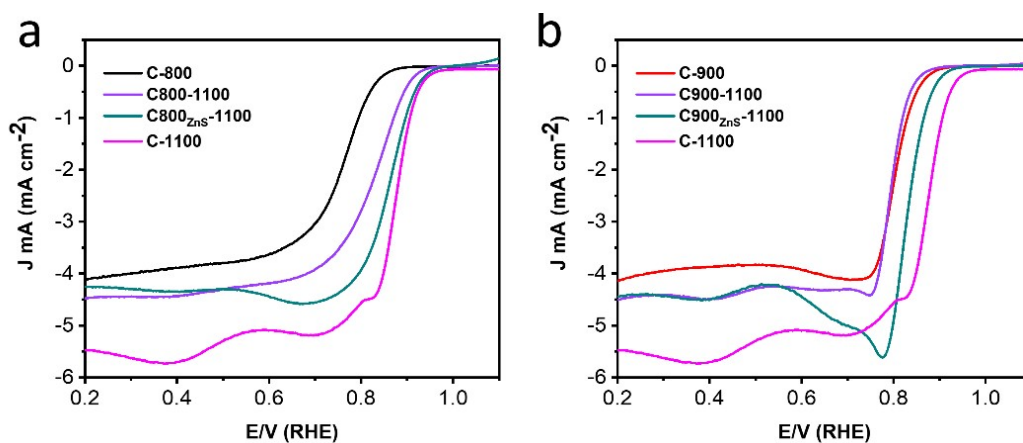 a
0
-1
-2
-3
-4
-5
-6
J mA (mA cm⁻²)
C-800
C800-1100
C800ZnS-1100
C-1100
0.2 0.4 0.6 0.8 1.0
E/V (RHE)
b
0
-1
-2
-3
-4
-5
-6
J mA (mA cm⁻²)
C-900
C900-1100
C900ZnS-1100
C-1100
0.2 0.4 0.6 0.8 1.0
E/V (RHE)